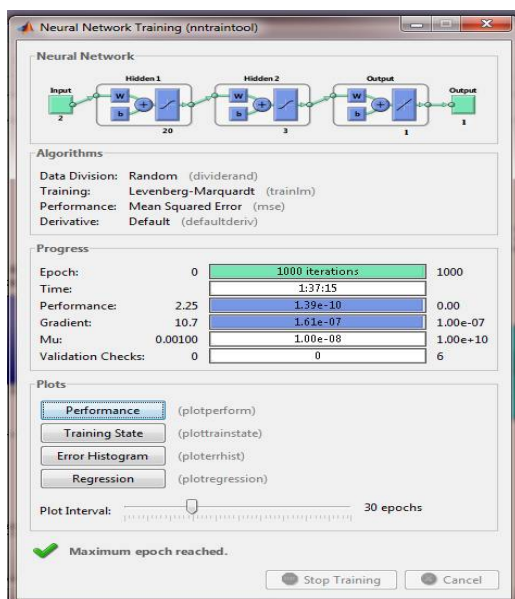 Neural Network Training (nntraintool)
Neural Network
Hidden 1 Hidden 2 Output
Input W b + W b + W b + Output
2 20 3 1 1
Algorithms
Data Division: Random (dividerand)
Training: Levenberg-Marquardt (trainlm)
Performance: Mean Squared Error (mse)
Derivative: Default (defaultderiv)
Progress
Epoch: 0 1000 iterations 1000
Time: 1:37:15
Performance: 2.25 1.39e-10 0.00
Gradient: 10.7 1.61e-07 1.00e-07
Mu: 0.00100 1.00e-08 1.00e+10
Validation Checks: 0 0 6
Plots
Performance (plotperform)
Training State (plottrainstate)
Error Histogram (ploterrhist)
Regression (plotregression)
Plot Interval: 30 epochs
Maximum epoch reached.
Stop Training Cancel